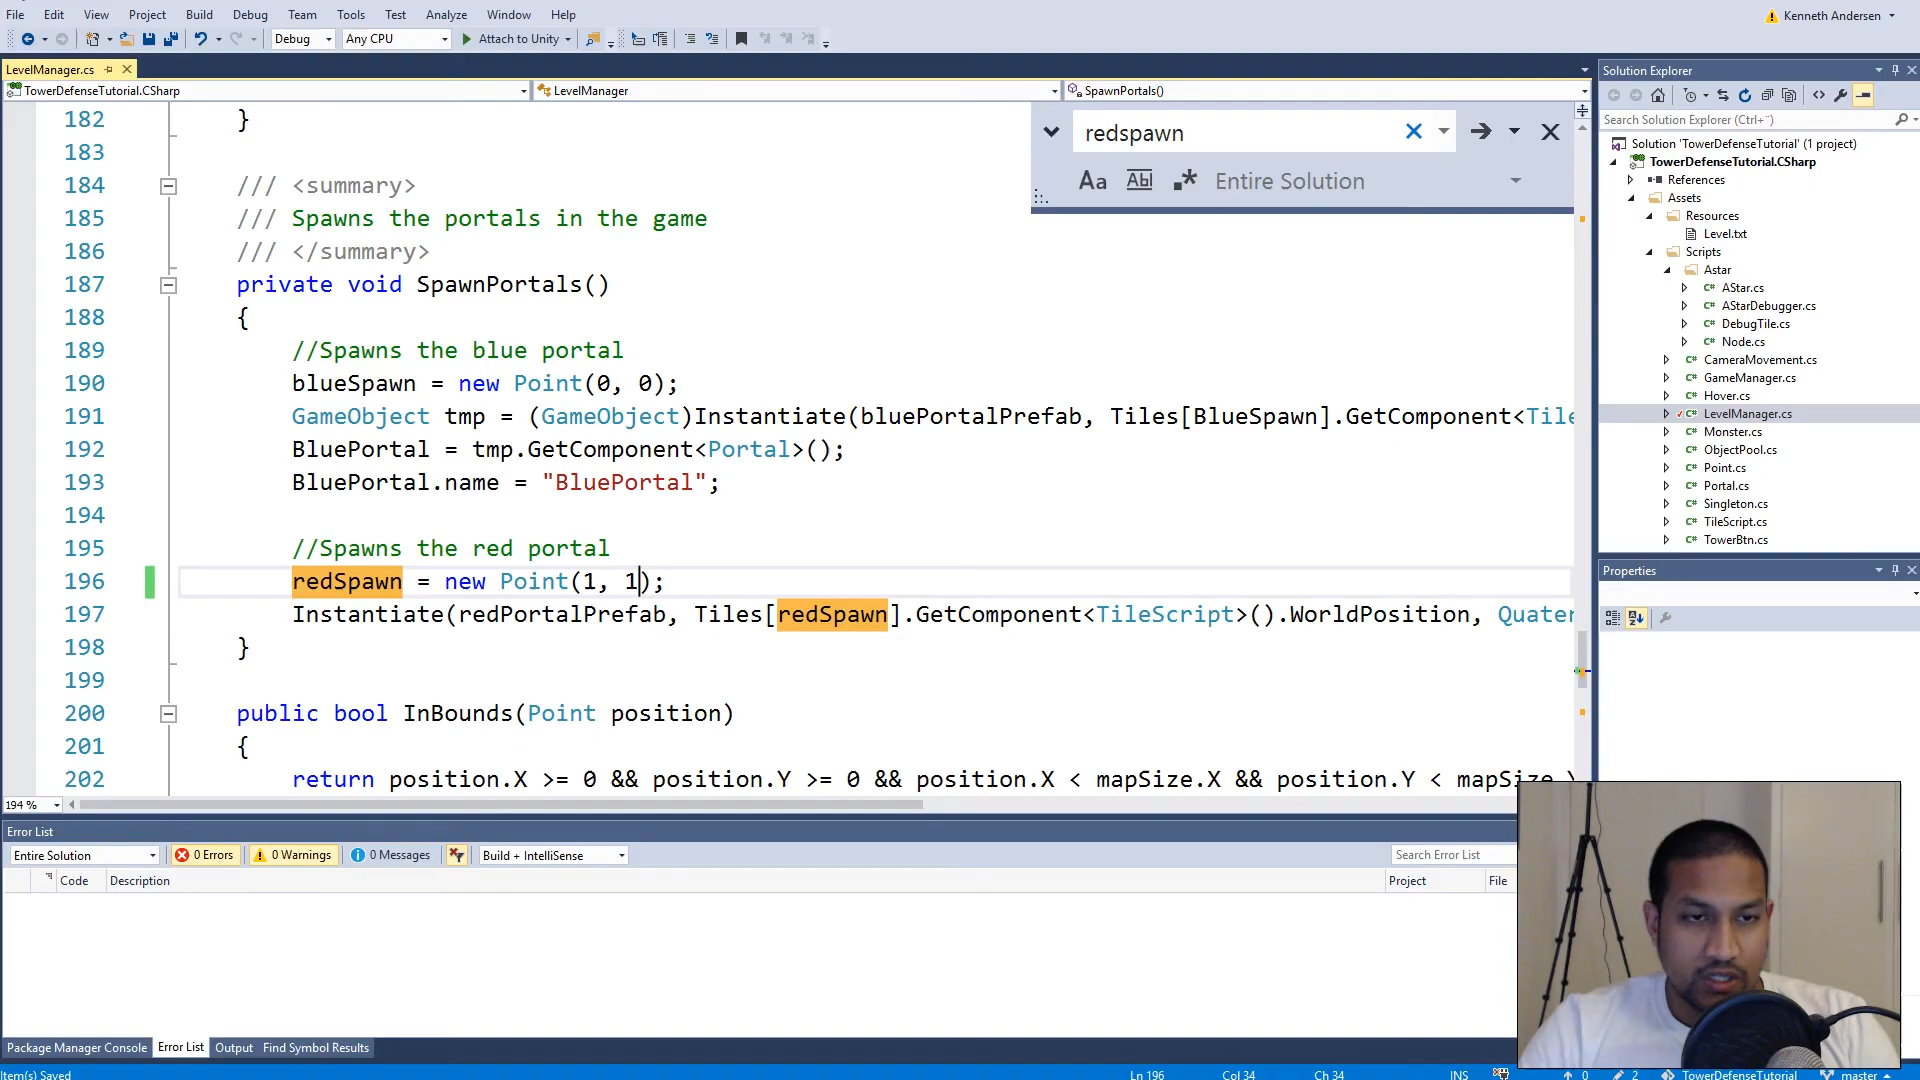 File Edit View Project Build Debug Team Tools Test Analyze Window Help
Kenneth Andersen
Debug Any CPU Attach to Unity
LevelManager.cs
TowerDefenseTutorial.CSharp LevelManager SpawnPortals()
redspawn
Aa Abl .* Entire Solution
182 }
183
184 /// <summary>
185 /// Spawns the portals in the game
186 /// </summary>
187 private void SpawnPortals()
188 {
189 //Spawns the blue portal
190 blueSpawn = new Point(0, 0);
191 GameObject tmp = (GameObject)Instantiate(bluePortalPrefab, Tiles[BlueSpawn].GetComponent<Tile
192 BluePortal = tmp.GetComponent<Portal>();
193 BluePortal.name = "BluePortal";
194
195 //Spawns the red portal
196 redSpawn = new Point(1, 1);
197 Instantiate(redPortalPrefab, Tiles[redSpawn].GetComponent<TileScript>().WorldPosition, Quater
198 }
199
200 public bool InBounds(Point position)
201 {
202 return position.X >= 0 && position.Y >= 0 && position.X < mapSize.X && position.Y < mapSize.Y
194 %
Solution Explorer
Search Solution Explorer (Ctrl+¨)
Solution 'TowerDefenseTutorial' (1 project)
TowerDefenseTutorial.CSharp
References
Assets
Resources
Level.txt
Scripts
Astar
C# AStar.cs
C# AStarDebugger.cs
C# DebugTile.cs
C# Node.cs
C# CameraMovement.cs
C# GameManager.cs
C# Hover.cs
C# LevelManager.cs
C# Monster.cs
C# ObjectPool.cs
C# Point.cs
C# Portal.cs
C# Singleton.cs
C# TileScript.cs
C# TowerBtn.cs
Properties
Error List
Entire Solution 0 Errors 0 Warnings 0 Messages Build + IntelliSense Search Error List
Code Description Project File
Package Manager Console Error List Output Find Symbol Results
Item(s) Saved Ln 196 Col 34 Ch 34 INS 0 2 TowerDefenseTutorial master